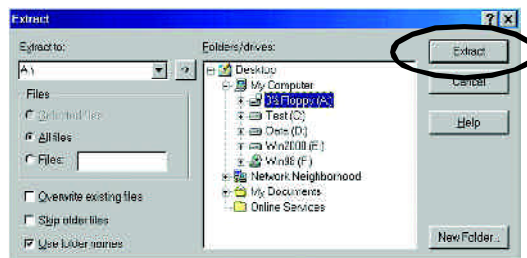 Extract
Extract to:
A:\
Files
Selected files
All files
Files:
Overwrite existing files
Skip older files
Use folder names
Folders/drives:
Desktop
My Computer
3½ Floppy (A:)
Test (C:)
Data (D:)
Win2000 (E:)
Win98 (F:)
Network Neighborhood
My Documents
Online Services
Extract
Cancel
Help
New Folder...